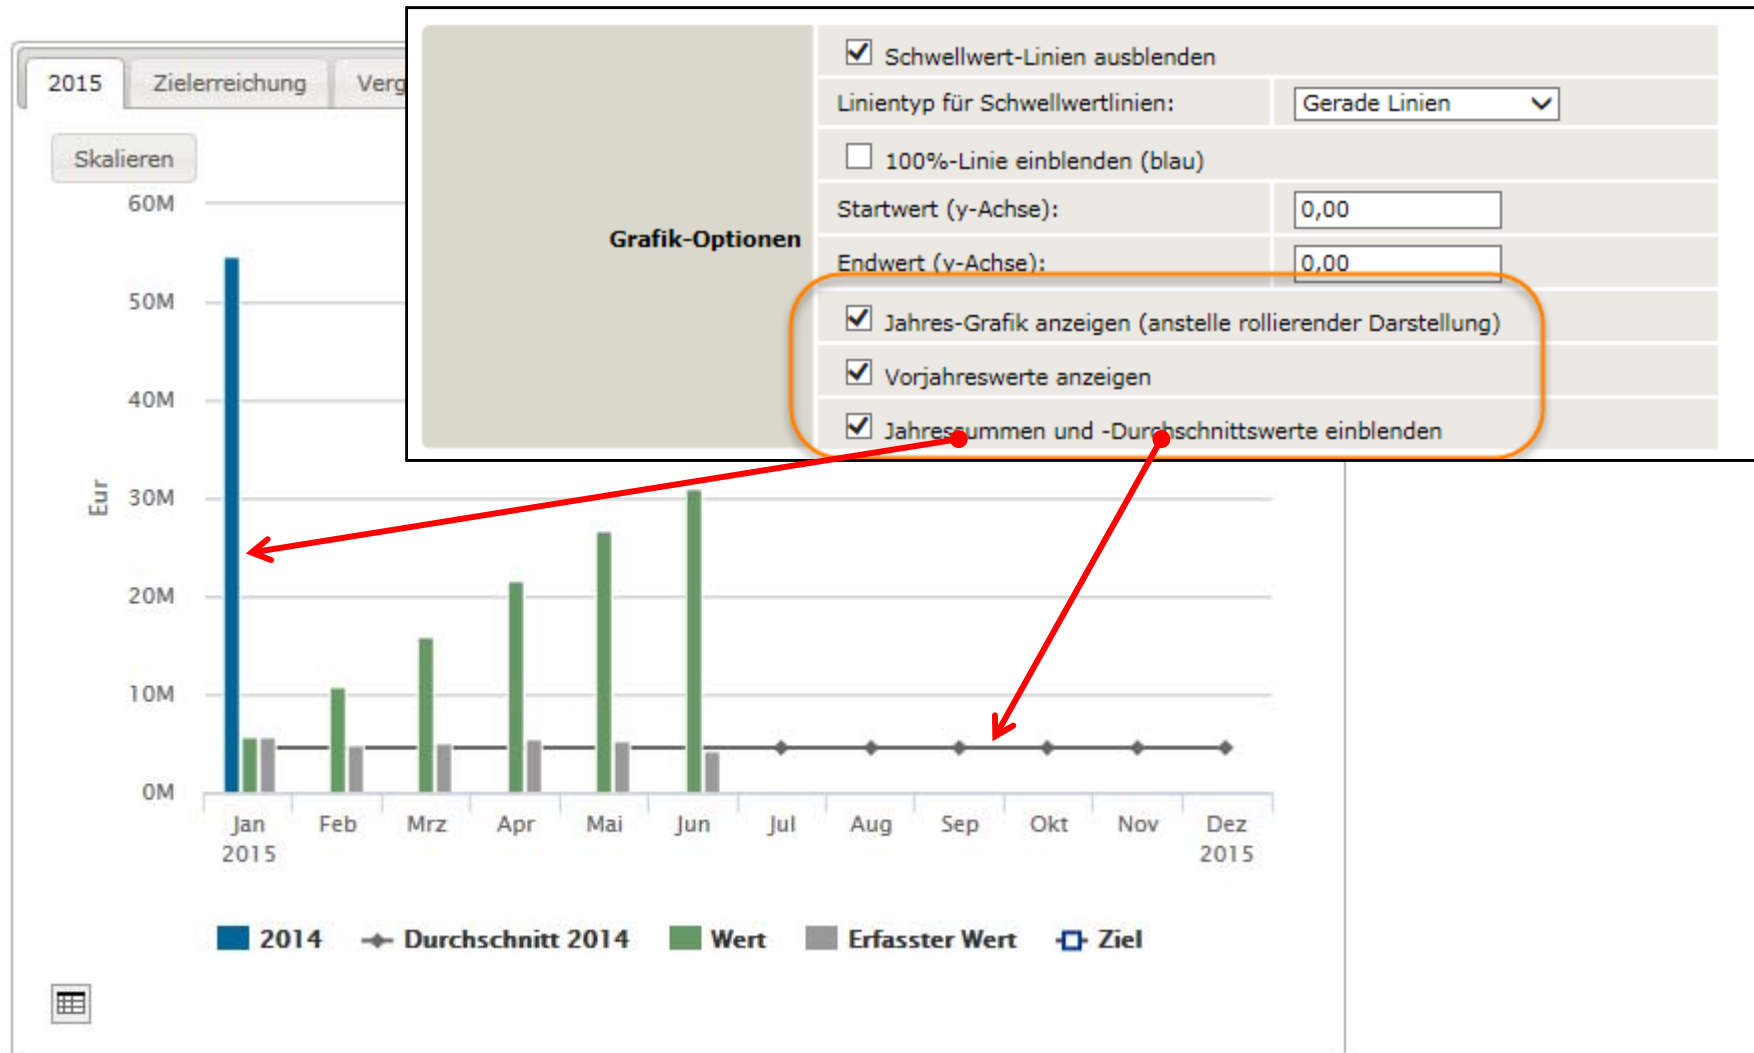 2015 Zielerreichung Verg
Skalieren
Grafik-Optionen
Schwellwert-Linien ausblenden
Linientyp für Schwellwertlinien: Gerade Linien
100%-Linie einblenden (blau)
Startwert (y-Achse): 0,00
Endwert (y-Achse): 0,00
Jahres-Grafik anzeigen (anstelle rollierender Darstellung)
Vorjahreswerte anzeigen
Jahressummen und -Durchschnittswerte einblenden
Eur
60M
50M
40M
30M
20M
10M
0M
Jan Feb Mrz Apr Mai Jun Jul Aug Sep Okt Nov Dez
2015 2015
2014 Durchschnitt 2014 Wert Erfasster Wert Ziel